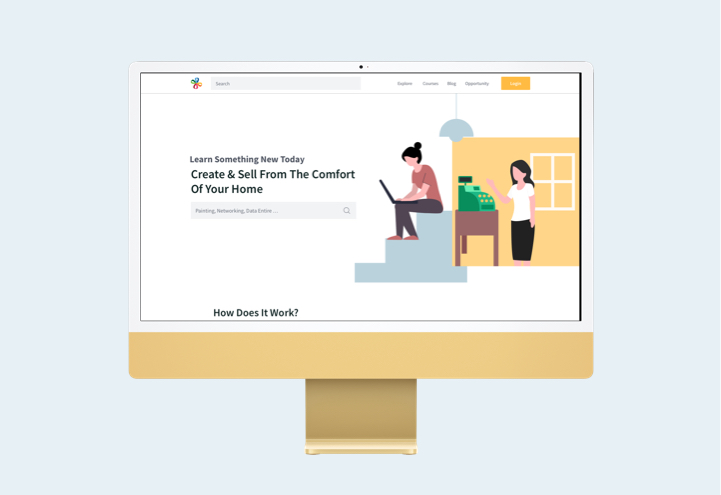 Search
Explore Courses Blog Opportunity Login
Learn Something New Today
Create & Sell From The Comfort
Of Your Home
Painting, Networking, Data Entire ...
How Does It Work?